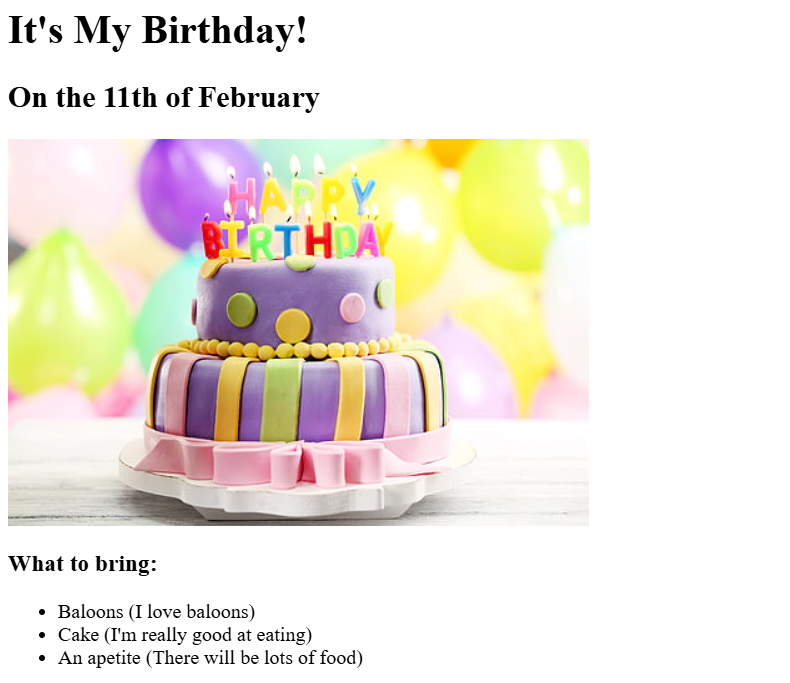 It's My Birthday!
On the 11th of February
HAPPY
BIRTHDAY
What to bring:
Baloons (I love baloons)
Cake (I'm really good at eating)
An apetite (There will be lots of food)